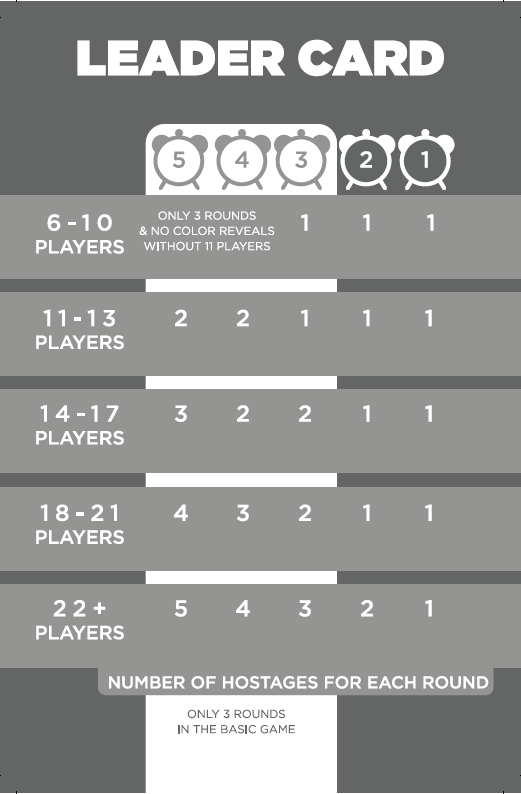 LEADER CARD
5 4 3 2 1
6-10
PLAYERS
ONLY 3 ROUNDS
& NO COLOR REVEALS
WITHOUT 11 PLAYERS
1 1 1
11-13
PLAYERS
2 2 1 1 1
14-17
PLAYERS
3 2 2 1 1
18-21
PLAYERS
4 3 2 1 1
22+
PLAYERS
5 4 3 2 1
NUMBER OF HOSTAGES FOR EACH ROUND
ONLY 3 ROUNDS
IN THE BASIC GAME